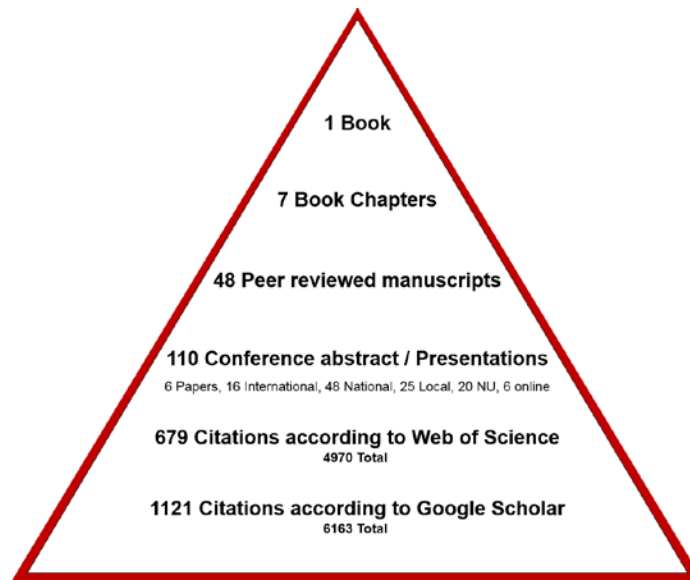 1 Book
7 Book Chapters
48 Peer reviewed manuscripts
110 Conference abstract / Presentations
6 Papers, 16 International, 48 National, 25 Local, 20 NU, 6 online
679 Citations according to Web of Science
4970 Total
1121 Citations according to Google Scholar
6163 Total